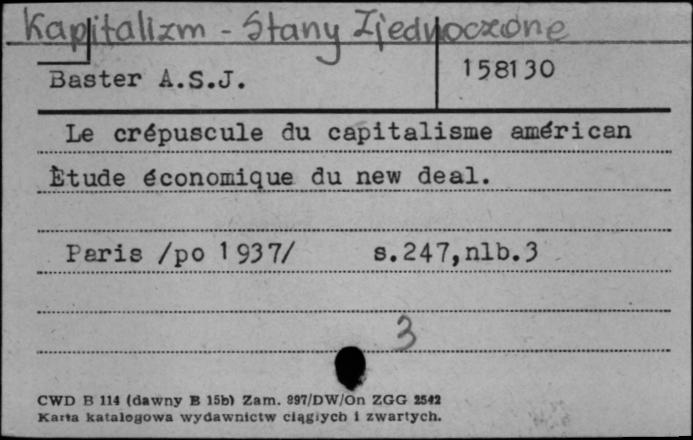 Kapitalizm - Stany Zjednoczone
Baster A.S.J.
158130
Le crépuscule du capitalisme américan
Ètude économique du new deal.
Paris /po 1937/ s.247,nlb.3
3
CWD B 114 (dawny B 15b) Zam. 897/DW/On ZGG 2542
Karta katalogowa wydawnictw ciągłych i zwartych.